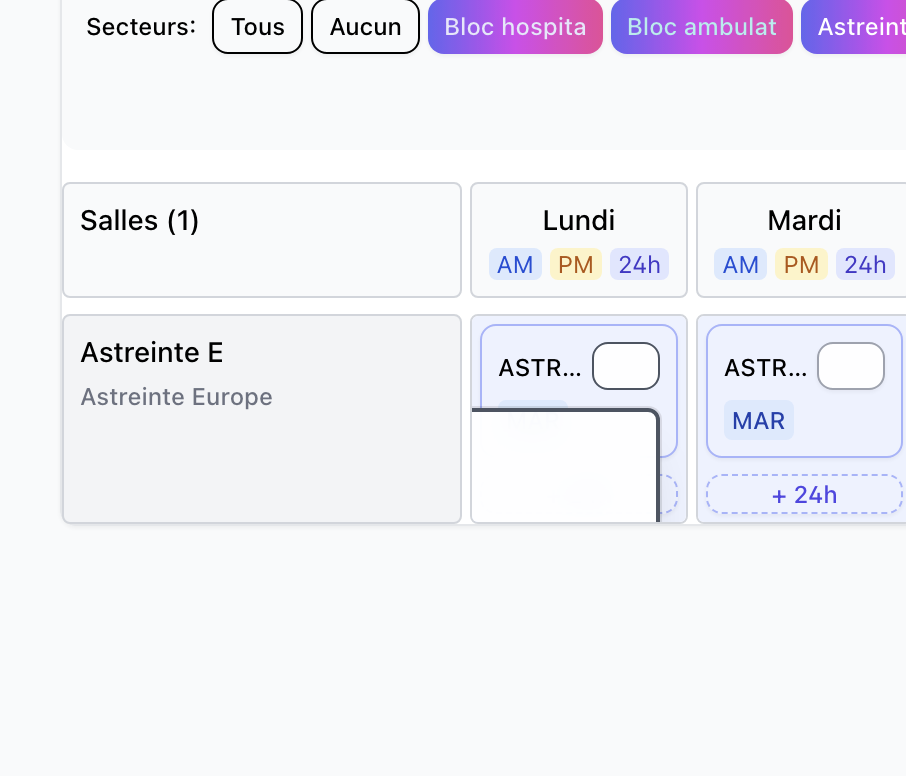 Secteurs: Tous Aucun Bloc hospita Bloc ambulat Astreint
Salles (1) Lundi Mardi
AM PM 24h AM PM 24h
Astreinte E ASTR... ASTR...
Astreinte Europe
MAR
+ 24h